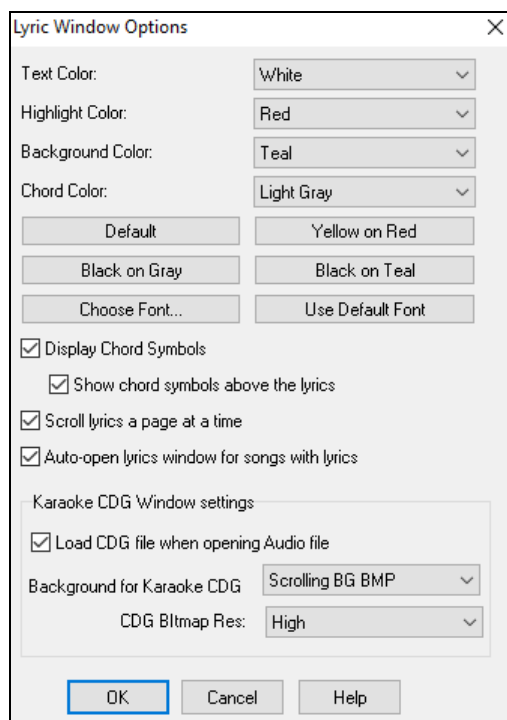 Lyric Window Options
Text Color: White
Highlight Color: Red
Background Color: Teal
Chord Color: Light Gray
Default Yellow on Red
Black on Gray Black on Teal
Choose Font... Use Default Font
Display Chord Symbols
Show chord symbols above the lyrics
Scroll lyrics a page at a time
Auto-open lyrics window for songs with lyrics
Karaoke CDG Window settings
Load CDG file when opening Audio file
Background for Karaoke CDG Scrolling BG BMP
CDG BItmap Res: High
OK Cancel Help